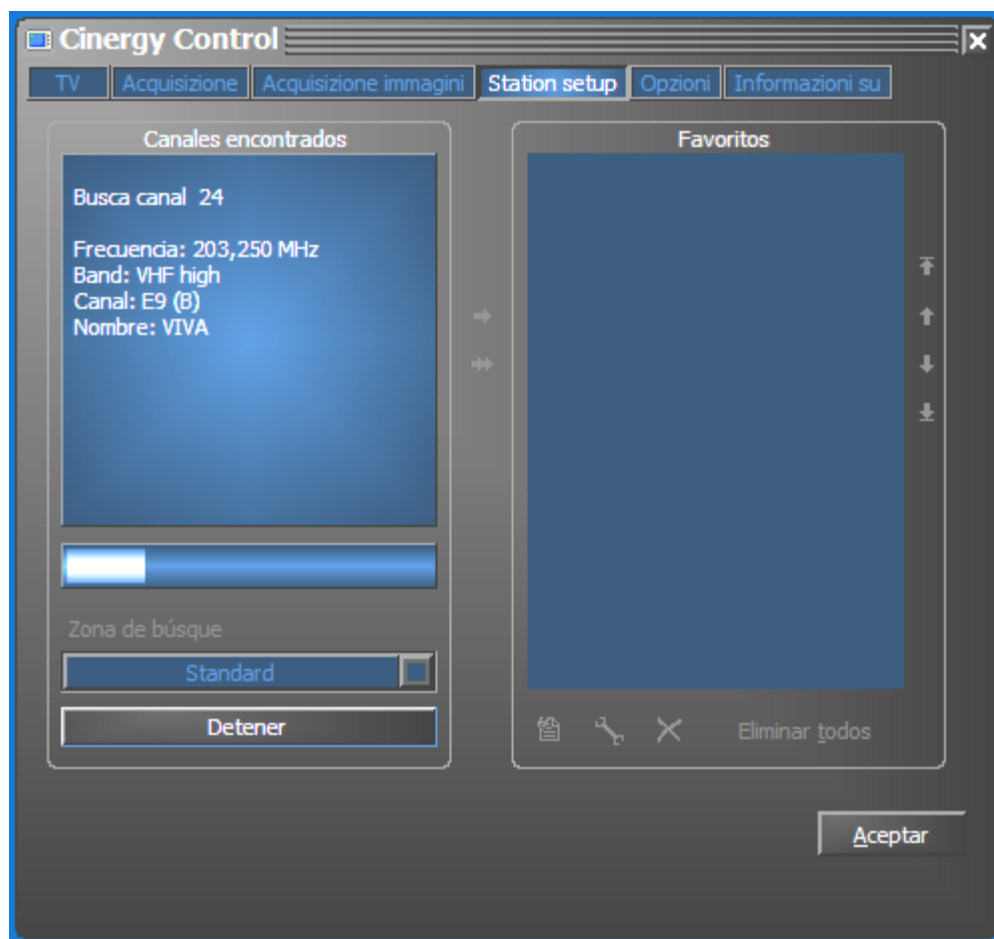 Cinergy Control
TV Acquisizione Acquisizione immagini Station setup Opzioni Informazioni su
Canales encontrados
Busca canal 24
Frecuencia: 203,250 MHz
Band: VHF high
Canal: E9 (B)
Nombre: VIVA
Zona de búsque
Standard
Detener
Favoritos
Eliminar todos
Aceptar